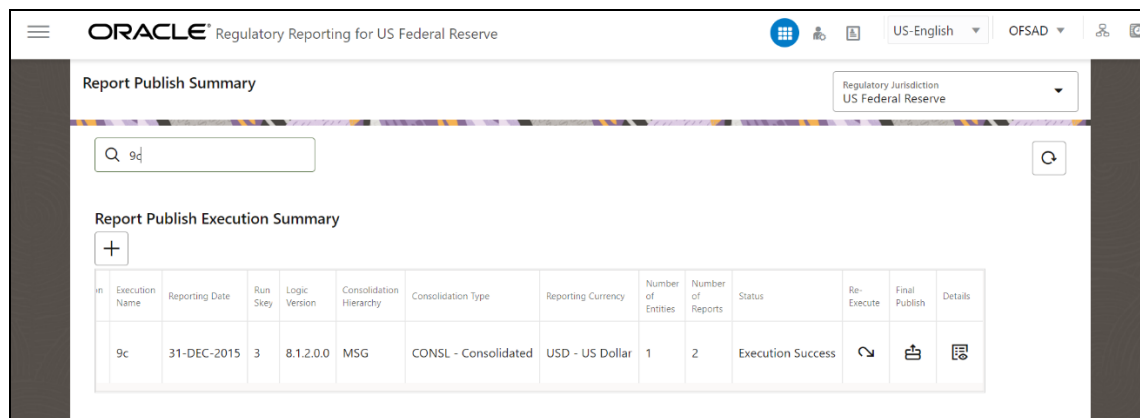 ORACLE® Regulatory Reporting for US Federal Reserve
US-English
OFSAD
Report Publish Summary
Regulatory Jurisdiction
US Federal Reserve
9c
Report Publish Execution Summary
+
on Execution Name Reporting Date Run Skey Logic Version Consolidation Hierarchy Consolidation Type Reporting Currency Number of Entities Number of Reports Status Re-Execute Final Publish Details
9c 31-DEC-2015 3 8.1.2.0.0 MSG CONSL - Consolidated USD - US Dollar 1 2 Execution Success